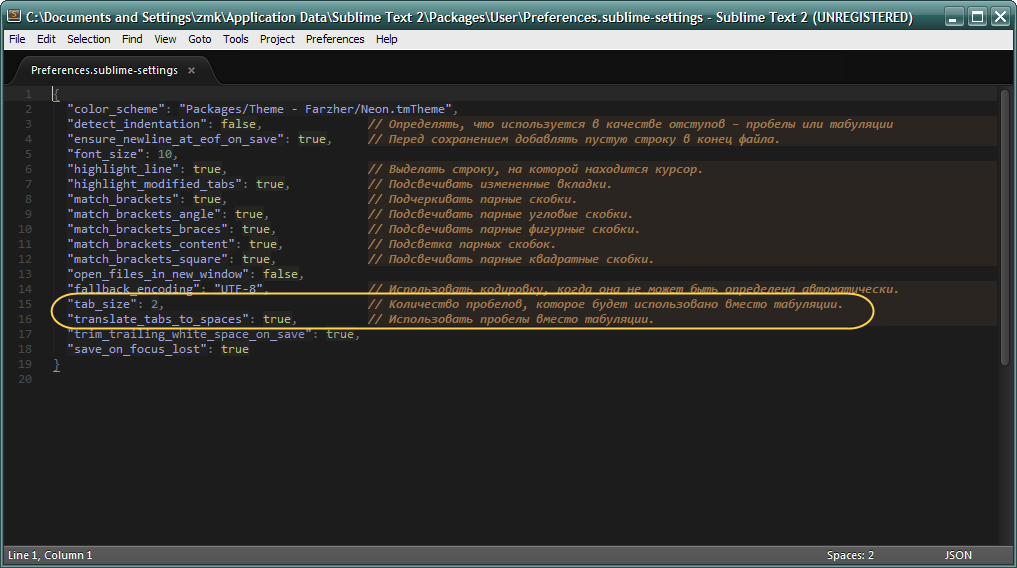 C:\Documents and Settings\zmk\Application Data\Sublime Text 2\Packages\User\Preferences.sublime-settings - Sublime Text 2 (UNREGISTERED)
File Edit Selection Find View Goto Tools Project Preferences Help
Preferences.sublime-settings ×
1 {
2 "color_scheme": "Packages/Theme - Farzher/Neon.tmTheme",
3 "detect_indentation": false, // Определять, что используется в качестве отступов - пробелы или табуляции
4 "ensure_newline_at_eof_on_save": true, // Перед сохранением добавлять пустую строку в конец файла.
5 "font_size": 10,
6 "highlight_line": true, // Выделать строку, на которой находится курсор.
7 "highlight_modified_tabs": true, // Подсвечивать измененные вкладки.
8 "match_brackets": true, // Подчеркивать парные скобки.
9 "match_brackets_angle": true, // Подсвечивать парные угловые скобки.
10 "match_brackets_braces": true, // Подсвечивать парные фигурные скобки.
11 "match_brackets_content": true, // Подсветка парных скобок.
12 "match_brackets_square": true, // Подсвечивать парные квадратные скобки.
13 "open_files_in_new_window": false,
14 "fallback_encoding": "UTF-8", // Использовать кодировку, когда она не может быть определена автоматически.
15 "tab_size": 2, // Количество пробелов, которое будет использовано вместо табуляции.
16 "translate_tabs_to_spaces": true, // Использовать пробелы вместо табуляции.
17 "trim_trailing_white_space_on_save": true,
18 "save_on_focus_lost": true
19 }
20
Line 1, Column 1 Spaces: 2 JSON